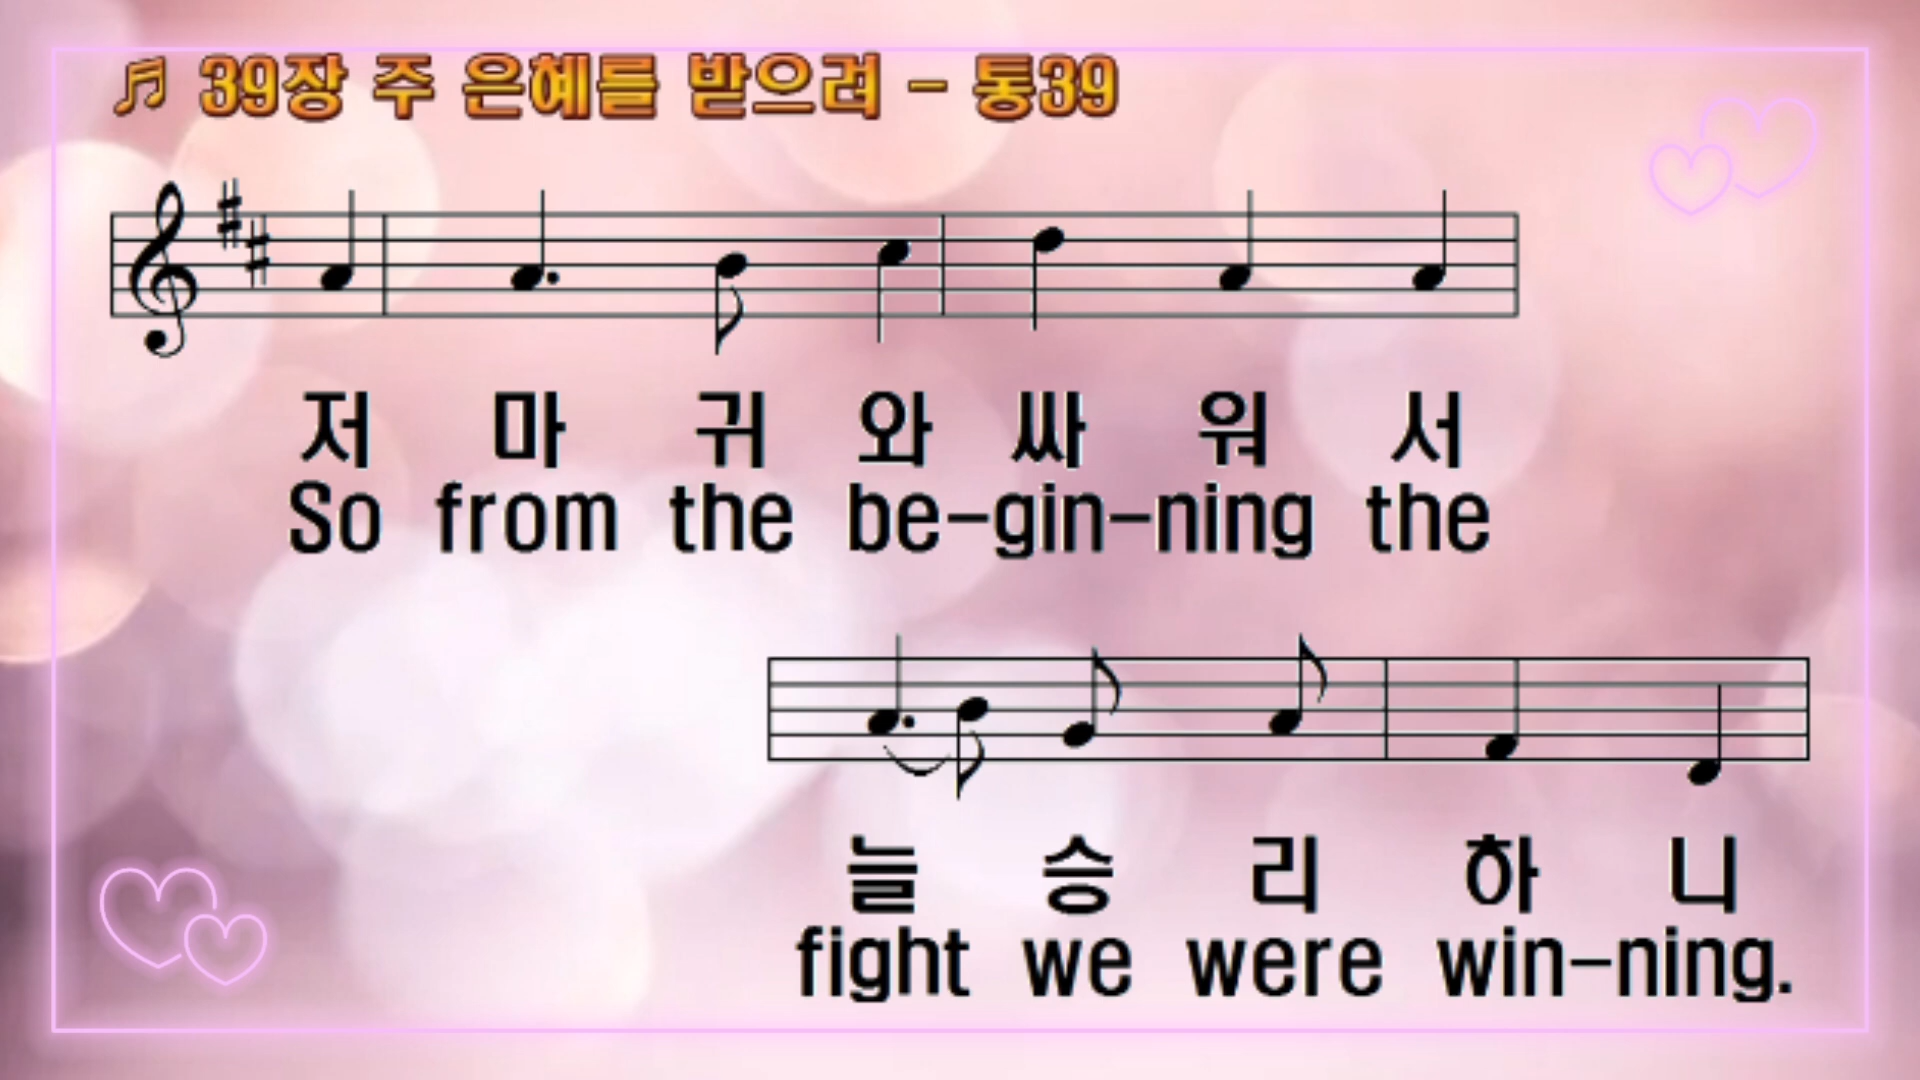 39장 주 은혜를 받으려 - 통39
저 마 귀 와 싸 워 서
So from the be-gin-ning the
늘 승 리 하 니
fight we were win-ning.